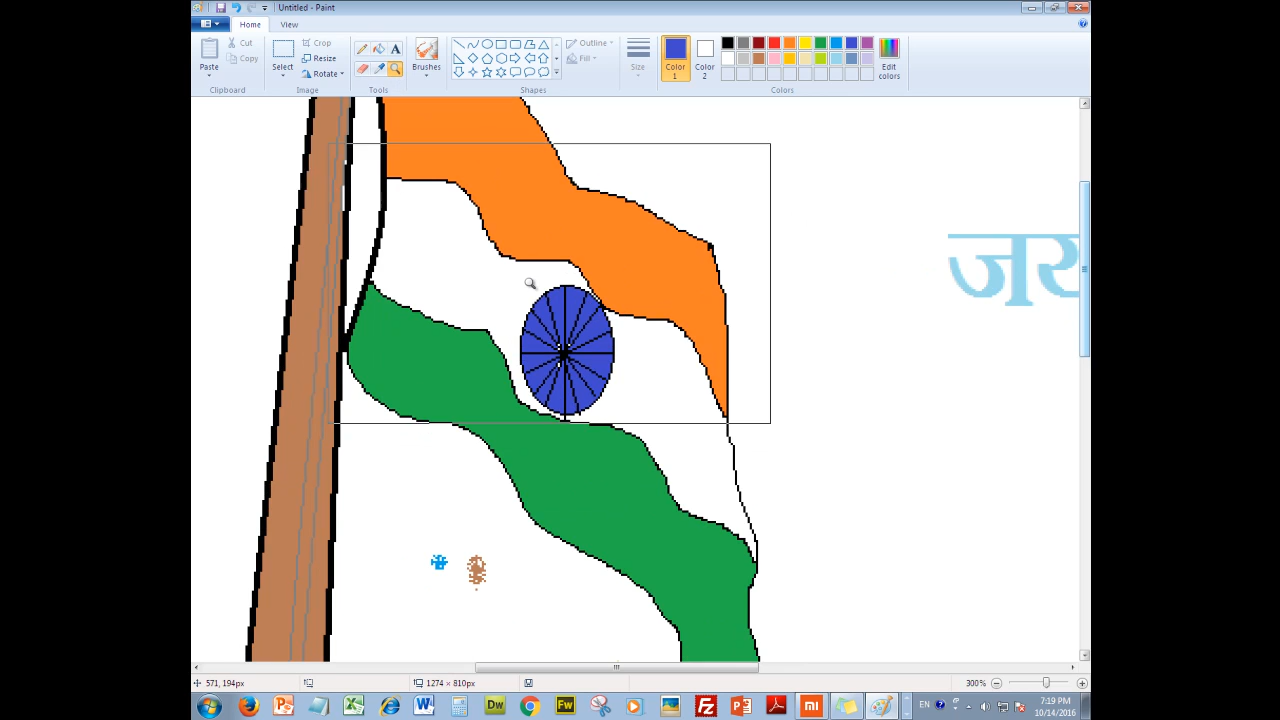 Untitled - Paint
Home View
Paste
Cut
Copy
Clipboard
Select
Crop
Resize
Rotate
Image
Tools
Brushes
Shapes
Outline
Fill
Size
Color 1
Color 2
Edit colors
Colors
जय
571, 194px
1274 × 810px
300%
EN
7:19 PM
10/14/2016